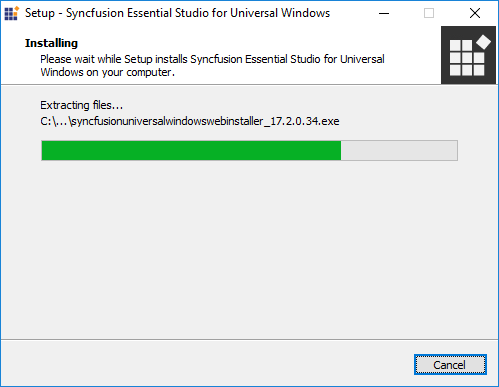 Setup - Syncfusion Essential Studio for Universal Windows
Installing
Please wait while Setup installs Syncfusion Essential Studio for Universal
Windows on your computer.
Extracting files...
C:\...\syncfusionuniversalwindowswebinstaller_17.2.0.34.exe
Cancel